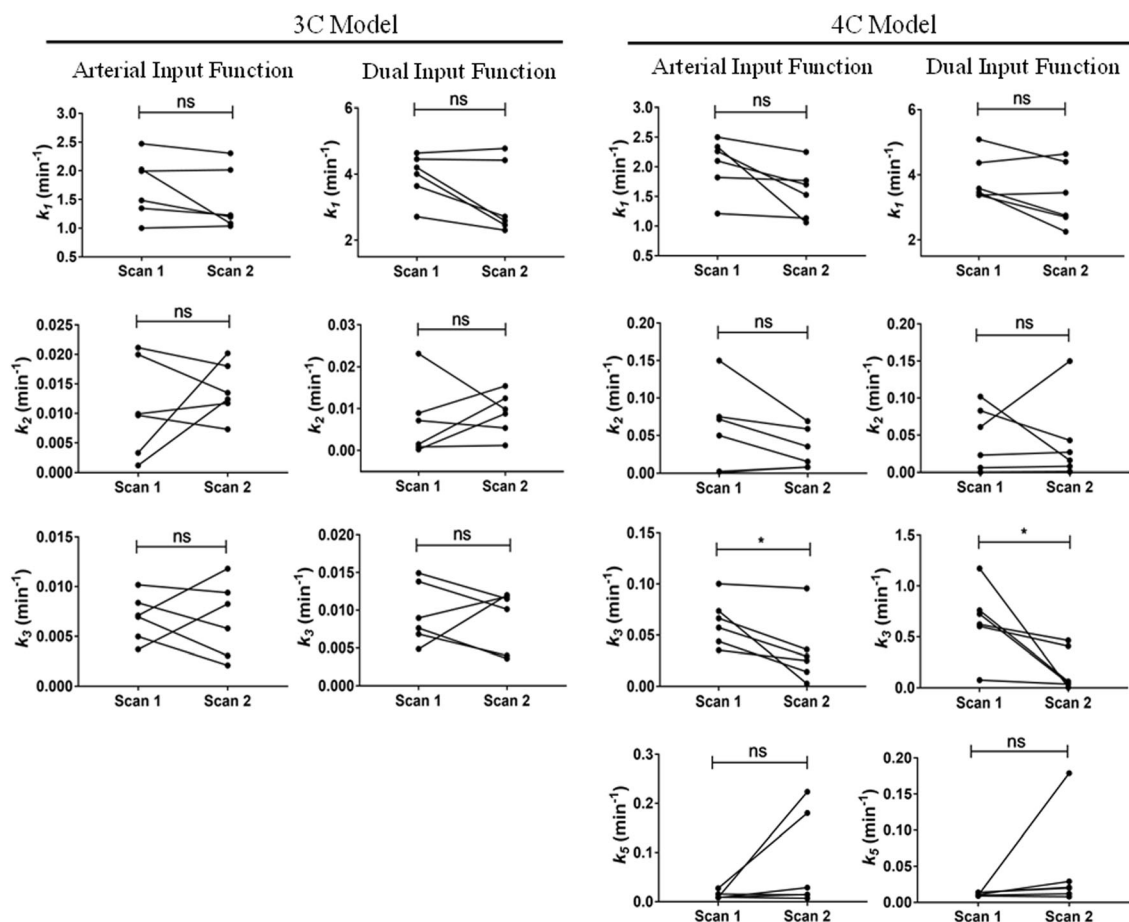 3C Model
4C Model
Arterial Input Function
Dual Input Function
Arterial Input Function
Dual Input Function
k₁ (min⁻¹)
3.0
2.5
2.0
1.5
1.0
0.5
ns
Scan 1 Scan 2
k₁ (min⁻¹)
6
4
2
ns
Scan 1 Scan 2
k₁ (min⁻¹)
3.0
2.5
2.0
1.5
1.0
0.5
ns
Scan 1 Scan 2
k₁ (min⁻¹)
6
4
2
ns
Scan 1 Scan 2
k₂ (min⁻¹)
0.025
0.020
0.015
0.010
0.005
0.000
ns
Scan 1 Scan 2
k₂ (min⁻¹)
0.03
0.02
0.01
0.00
ns
Scan 1 Scan 2
k₂ (min⁻¹)
0.20
0.15
0.10
0.05
0.00
ns
Scan 1 Scan 2
k₂ (min⁻¹)
0.20
0.15
0.10
0.05
0.00
ns
Scan 1 Scan 2
k₃ (min⁻¹)
0.015
0.010
0.005
0.000
ns
Scan 1 Scan 2
k₃ (min⁻¹)
0.020
0.015
0.010
0.005
0.000
ns
Scan 1 Scan 2
k₃ (min⁻¹)
0.15
0.10
0.05
0.00
*
Scan 1 Scan 2
k₃ (min⁻¹)
1.5
1.0
0.5
0.0
*
Scan 1 Scan 2
k₅ (min⁻¹)
0.3
0.2
0.1
0.0
ns
Scan 1 Scan 2
k₅ (min⁻¹)
0.20
0.15
0.10
0.05
0.00
ns
Scan 1 Scan 2